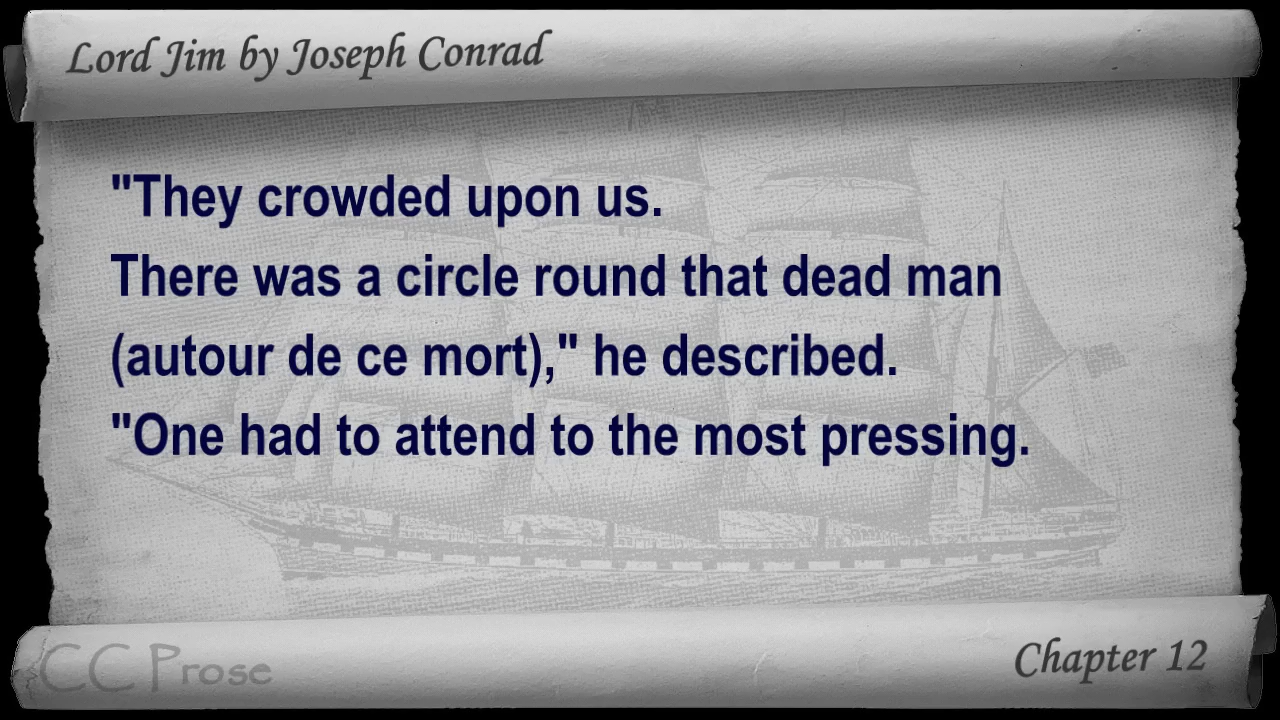 Lord Jim by Joseph Conrad
"They crowded upon us.
There was a circle round that dead man
(autour de ce mort)," he described.
"One had to attend to the most pressing.
CC Prose
Chapter 12